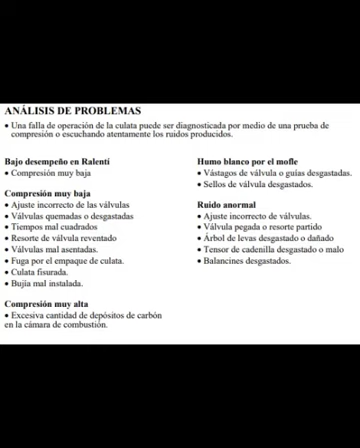 ANÁLISIS DE PROBLEMAS
• Una falla de operación de la culata puede ser diagnosticada por medio de una prueba de
compresión o escuchando atentamente los ruidos producidos.
Bajo desempeño en Ralentí
• Compresión muy baja
Compresión muy baja
• Ajuste incorrecto de las válvulas
• Válvulas quemadas o desgastadas
• Tiempos mal cuadrados
• Resorte de válvula reventado
• Válvulas mal asentadas.
• Fuga por el empaque de culata.
• Culata fisurada.
• Bujía mal instalada.
Compresión muy alta
• Excesiva cantidad de depósitos de carbón
en la cámara de combustión.
Humo blanco por el mofle
• Vástagos de válvula o guías desgastadas.
• Sellos de válvula desgastados.
Ruido anormal
• Ajuste incorrecto de válvulas.
• Válvula pegada o resorte partido
• Árbol de levas desgastado o dañado
• Tensor de cadenilla desgastado o malo
• Balancines desgastados.